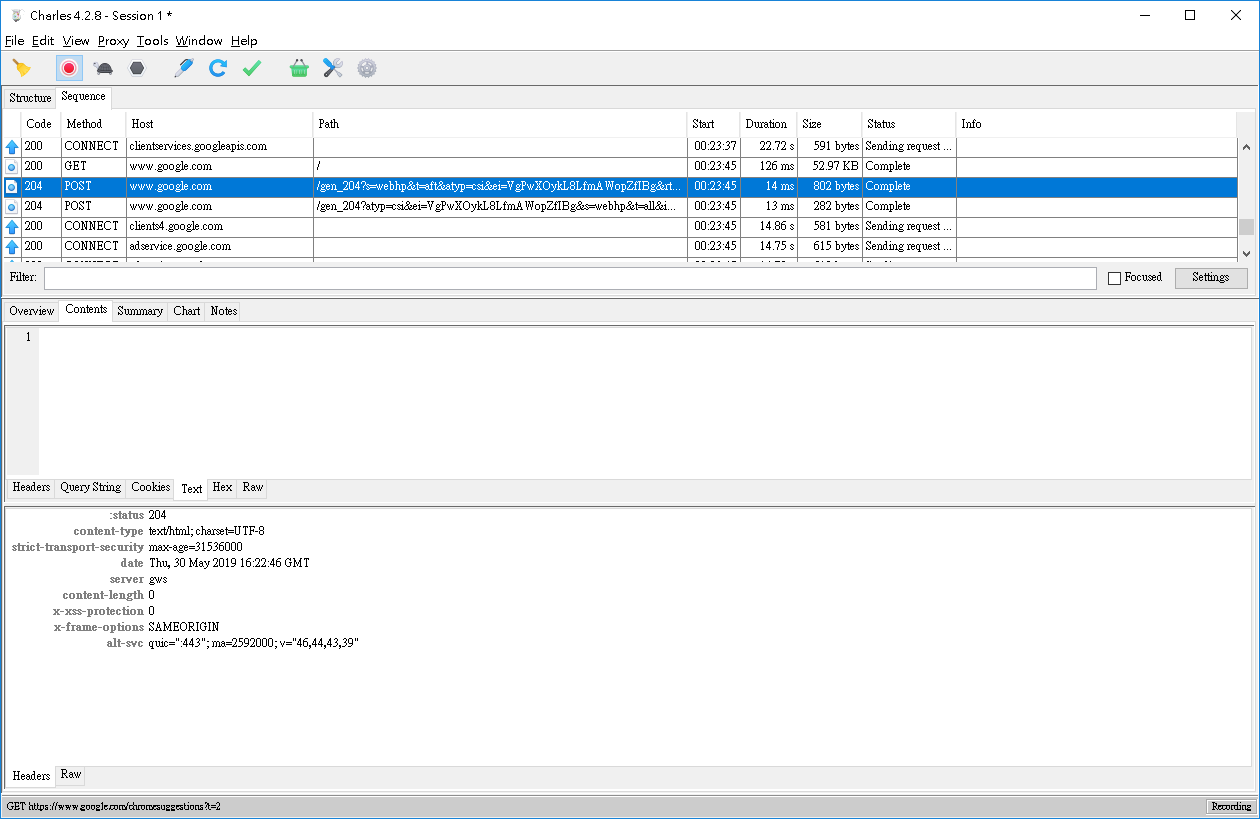 Charles 4.2.8 - Session 1 *
File Edit View Proxy Tools Window Help
Structure Sequence
Code Method Host Path Start Duration Size Status Info
200 CONNECT clientservices.googleapis.com 00:23:37 22.72 s 591 bytes Sending request ...
200 GET www.google.com / 00:23:45 126 ms 52.97 KB Complete
204 POST www.google.com /gen_204?s=webhp&t=aft&atyp=csi&ei=VgPwXOykL8LfmAWopZfIBg&rt... 00:23:45 14 ms 802 bytes Complete
204 POST www.google.com /gen_204?atyp=csi&ei=VgPwXOykL8LfmAWopZfIBg&s=webhp&t=all&i... 00:23:45 13 ms 282 bytes Complete
200 CONNECT clients4.google.com 00:23:45 14.86 s 581 bytes Sending request ...
200 CONNECT adservice.google.com 00:23:45 14.75 s 615 bytes Sending request ...
Filter: Focused Settings
Overview Contents Summary Chart Notes
1
Headers Query String Cookies Text Hex Raw
:status 204
content-type text/html; charset=UTF-8
strict-transport-security max-age=31536000
date Thu, 30 May 2019 16:22:46 GMT
server gws
content-length 0
x-xss-protection 0
x-frame-options SAMEORIGIN
alt-svc quic=":443"; ma=2592000; v="46,44,43,39"
Headers Raw
GET https://www.google.com/chromesuggestions?t=2 Recording